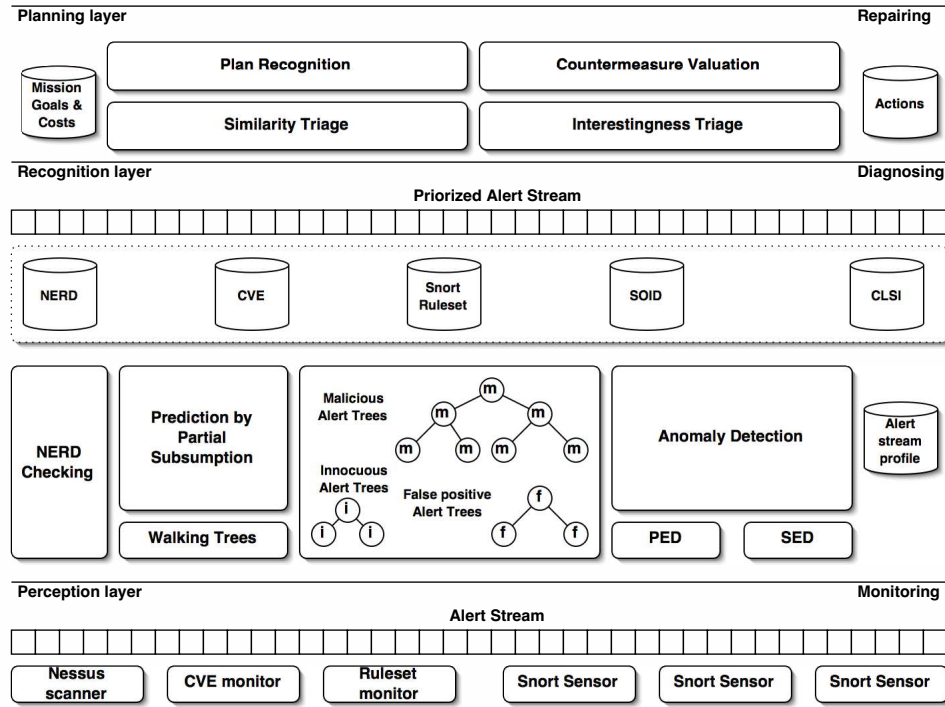 Planning layer
Repairing
Mission
Goals &
Costs
Plan Recognition
Countermeasure Valuation
Similarity Triage
Interestingness Triage
Actions
Recognition layer
Diagnosing
Priorized Alert Stream
NERD
CVE
Snort
Ruleset
SOID
CLSI
NERD
Checking
Prediction by
Partial
Subsumption
Walking Trees
Malicious
Alert Trees
m
m
m
m
m
m
m
Innocuous
Alert Trees
i
i
i
False positive
Alert Trees
f
f
f
Anomaly Detection
PED
SED
Alert
stream
profile
Perception layer
Monitoring
Alert Stream
Nessus
scanner
CVE monitor
Ruleset
monitor
Snort Sensor
Snort Sensor
Snort Sensor